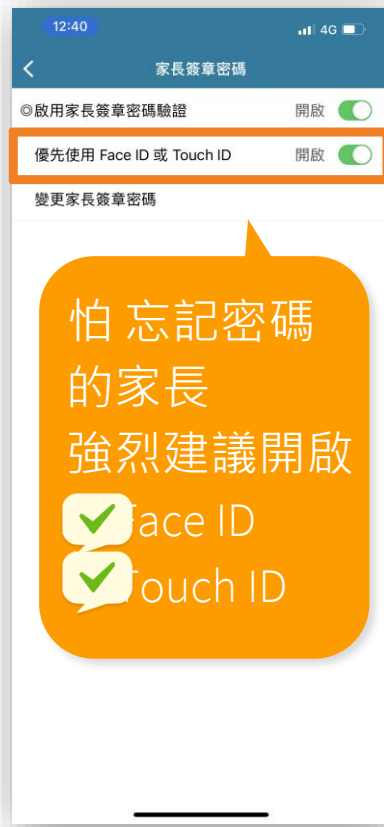 12:40
4G
家長簽章密碼
◎啟用家長簽章密碼驗證 開啟
優先使用 Face ID 或 Touch ID 開啟
變更家長簽章密碼
怕 忘記密碼
的家長
強烈建議開啟
Face ID
Touch ID